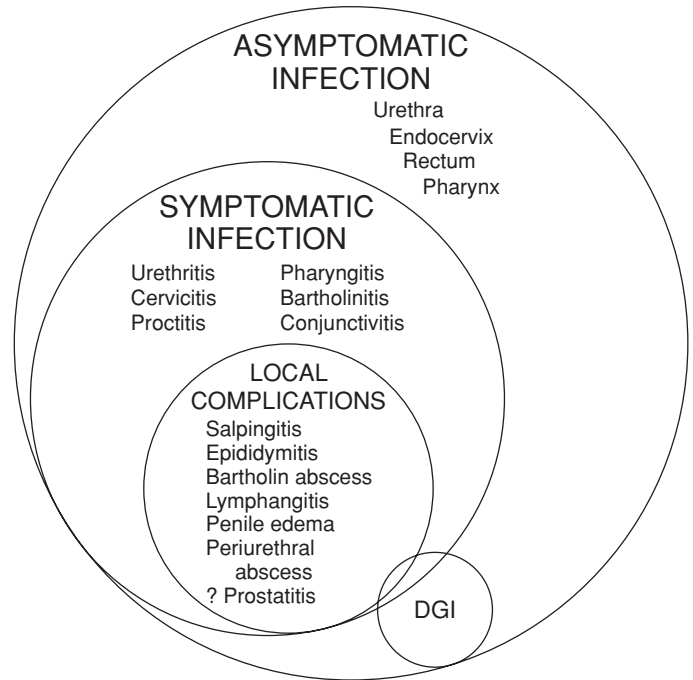 ASYMPTOMATIC
INFECTION
Urethra
Endocervix
Rectum
Pharynx
SYMPTOMATIC
INFECTION
Urethritis
Cervicitis
Proctitis
Pharyngitis
Bartholinitis
Conjunctivitis
LOCAL
COMPLICATIONS
Salpingitis
Epididymitis
Bartholin abscess
Lymphangitis
Penile edema
Periurethral
abscess
? Prostatitis
DGI